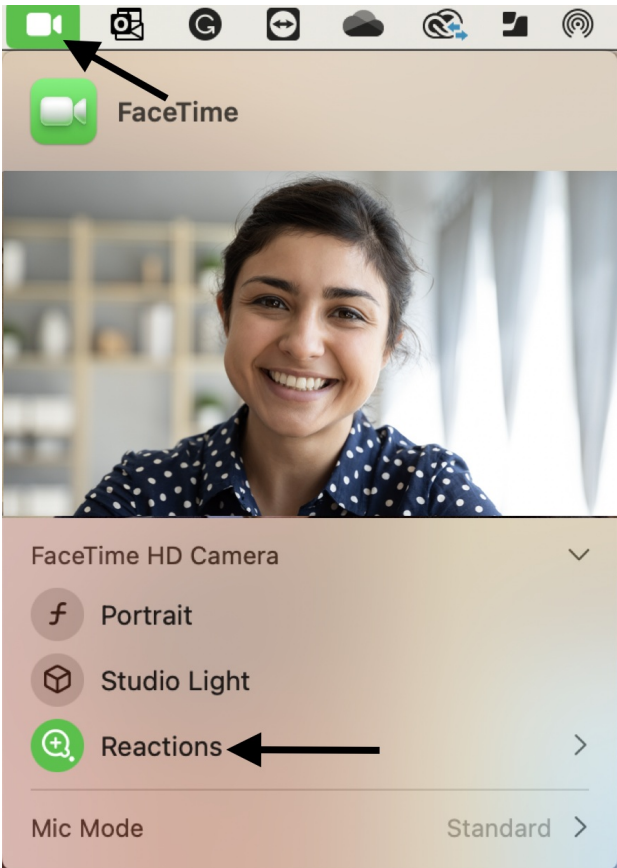 FaceTime
FaceTime HD Camera
Portrait
Studio Light
Reactions
Mic Mode Standard